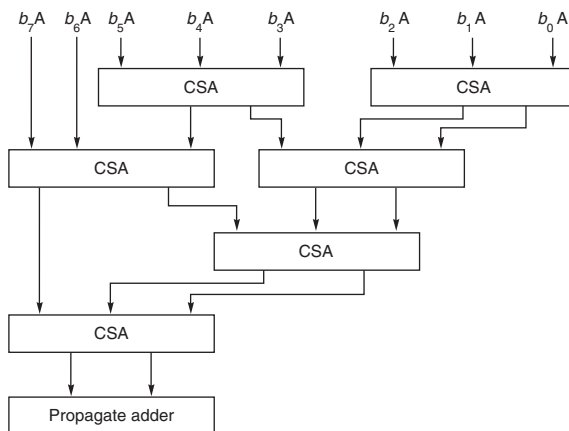 b₇A b₆A b₅A b₄A b₃A b₂A b₁A b₀A
CSA CSA
CSA CSA
CSA
CSA
Propagate adder